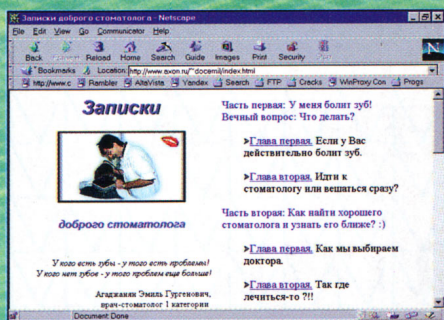 Записки доброго стоматолога - Netscape
File Edit View Go Communicator Help
Back Reload Home Search Guide Images Print Security
Bookmarks Location: http://www.axon.ru/~docemil/index.html
http://www.c Rambler AltaVista Yandex Search FTP Cracks WinProxy Con Progs
Записки
доброго стоматолога
У кого есть зубы - у того есть проблемы!
У кого нет зубов - у того проблем еще больше!
Агаджанян Эмиль Гургенович,
врач-стоматолог 1 категории
Часть первая: У меня болит зуб!
Вечный вопрос: Что делать?
>Глава первая. Если у Вас
действительно болит зуб.
>Глава вторая. Идти к
стоматологу или вешаться сразу?
Часть вторая: Как найти хорошего
стоматолога и узнать его ближе? :)
>Глава первая. Как мы выбираем
доктора.
>Глава вторая. Так где
лечиться-то ?!!
Document Done